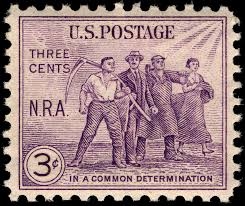 U.S. POSTAGE
THREE
CENTS
N.R.A.
3¢
IN A COMMON DETERMINATION